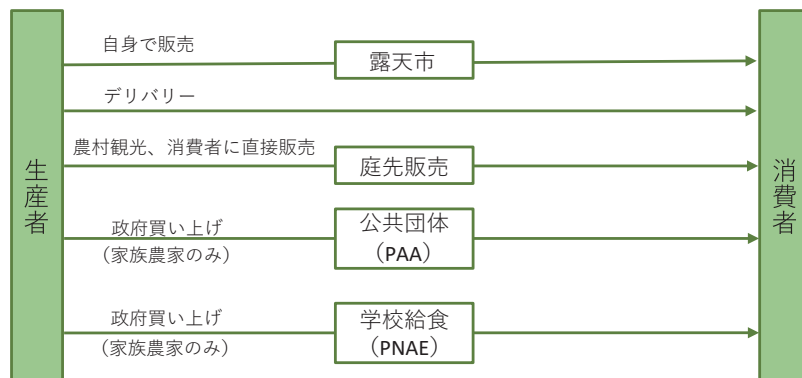 生産者
自身で販売
露天市
デリバリー
農村観光、消費者に直接販売
庭先販売
政府買い上げ
(家族農家のみ)
公共団体
(PAA)
政府買い上げ
(家族農家のみ)
学校給食
(PNAE)
消費者